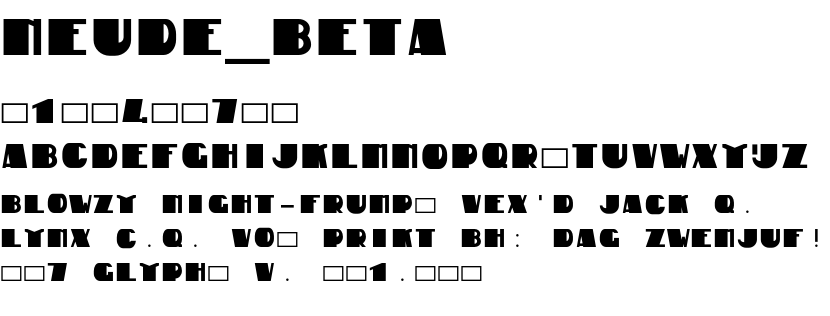 NEUDE_BETA
□1□□4□□7□□
ABCDEFGHIJKLMNOPQR□TUVWXYIJZ
BLOWZY NIGHT-FRUMP□ VEX'D JACK Q.
LYNX C.Q. VO□ PRIKT BH: DAG ZWEMJUF!
□□7 GLYPH□ V. □□1.□□□